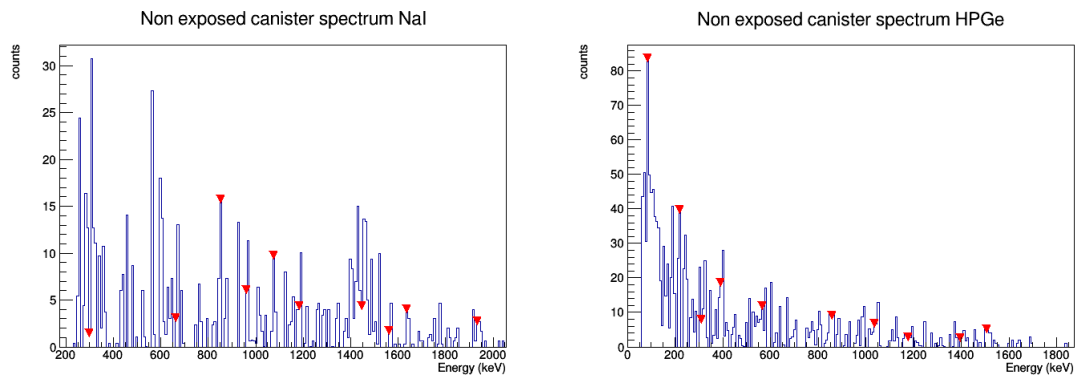 Non exposed canister spectrum NaI
counts
30
25
20
15
10
5
0
200 400 600 800 1000 1200 1400 1600 1800 2000
Energy (keV)
Non exposed canister spectrum HPGe
counts
80
70
60
50
40
30
20
10
0
0 200 400 600 800 1000 1200 1400 1600 1800
Energy (keV)